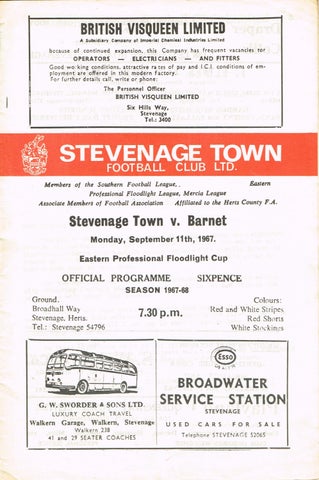 BRITISH VISQUEEN LIMITED
A Subsidiary Company of Imperial Chemical Industries Limited
because of continued expansion, this Company has frequent vacancies for
OPERATORS — ELECTRICIANS — AND FITTERS
Good working conditions, attractive rates of pay and I.C.I. conditions of em-
ployment are offered in this modern Factory.
For further details call, write or phone:
The Personnel Officer
BRITISH VISQUEEN LIMITED
Six Hills Way,
Stevenage
Tel.: 3400
STEVENAGE TOWN
FOOTBALL CLUB LTD.
Members of the Southern Football League, Eastern
Professional Floodlight League, Mercia League
Associate Members of Football Association Affiliated to the Herts County F.A.
Stevenage Town v. Barnet
Monday, September 11th, 1967.
Eastern Professional Floodlight Cup
OFFICIAL PROGRAMME SIXPENCE
SEASON 1967-68
Ground.
Broadhall Way
Stevenage, Herts.
Tel.: Stevenage 54796
7.30 p.m.
Colours:
Red and White Stripes
Red Shorts
White Stockings
G. W. SWORDER & SONS LTD.
LUXURY COACH TRAVEL
Walkern Garage, Walkern, Stevenage
Walkern 238
41 and 29 SEATER COACHES
Esso
BROADWATER
SERVICE STATION
STEVENAGE
USED CARS FOR SALE
Telephone STEVENAGE 52065